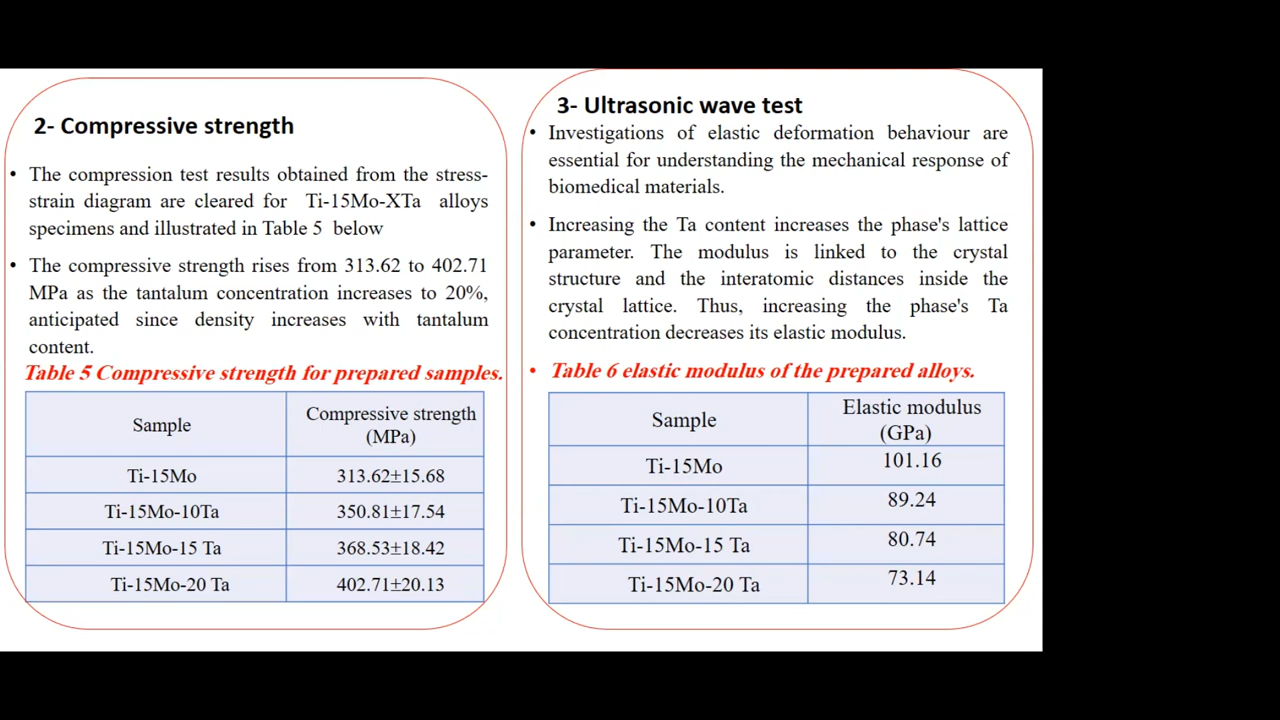 2- Compressive strength
• The compression test results obtained from the stress-
strain diagram are cleared for Ti-15Mo-XTa alloys
specimens and illustrated in Table 5 below
• The compressive strength rises from 313.62 to 402.71
MPa as the tantalum concentration increases to 20%,
anticipated since density increases with tantalum
content.
Table 5 Compressive strength for prepared samples.
Sample Compressive strength
(MPa)
Ti-15Mo 313.62±15.68
Ti-15Mo-10Ta 350.81±17.54
Ti-15Mo-15 Ta 368.53±18.42
Ti-15Mo-20 Ta 402.71±20.13
3- Ultrasonic wave test
• Investigations of elastic deformation behaviour are
essential for understanding the mechanical response of
biomedical materials.
• Increasing the Ta content increases the phase's lattice
parameter. The modulus is linked to the crystal
structure and the interatomic distances inside the
crystal lattice. Thus, increasing the phase's Ta
concentration decreases its elastic modulus.
• Table 6 elastic modulus of the prepared alloys.
Sample Elastic modulus
(GPa)
Ti-15Mo 101.16
Ti-15Mo-10Ta 89.24
Ti-15Mo-15 Ta 80.74
Ti-15Mo-20 Ta 73.14